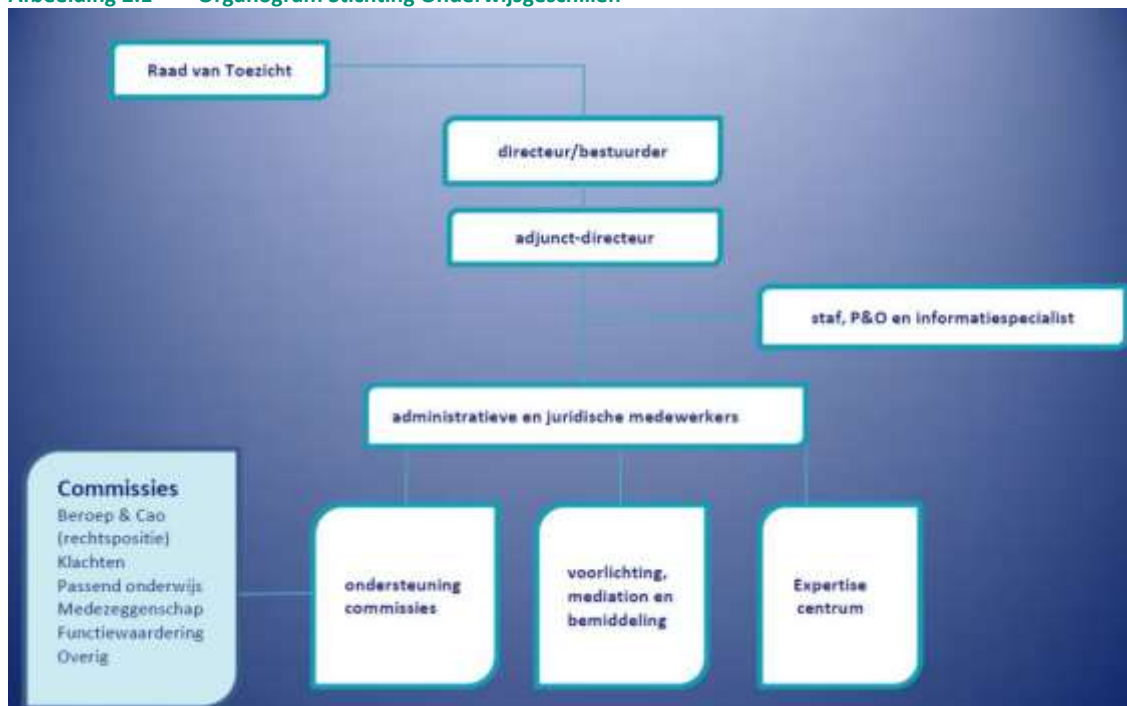 Raad van Toezicht
directeur/bestuurder
adjunct-directeur
staf, P&O en informatiespecialist
administratieve en juridische medewerkers
Commissies
Beroep & Cao
(rechtspositie)
Klachten
Passend onderwijs
Medezeggenschap
Functiewaardering
Overig
ondersteuning
commissies
voorlichting,
mediation en
bemiddeling
Expertise
centrum